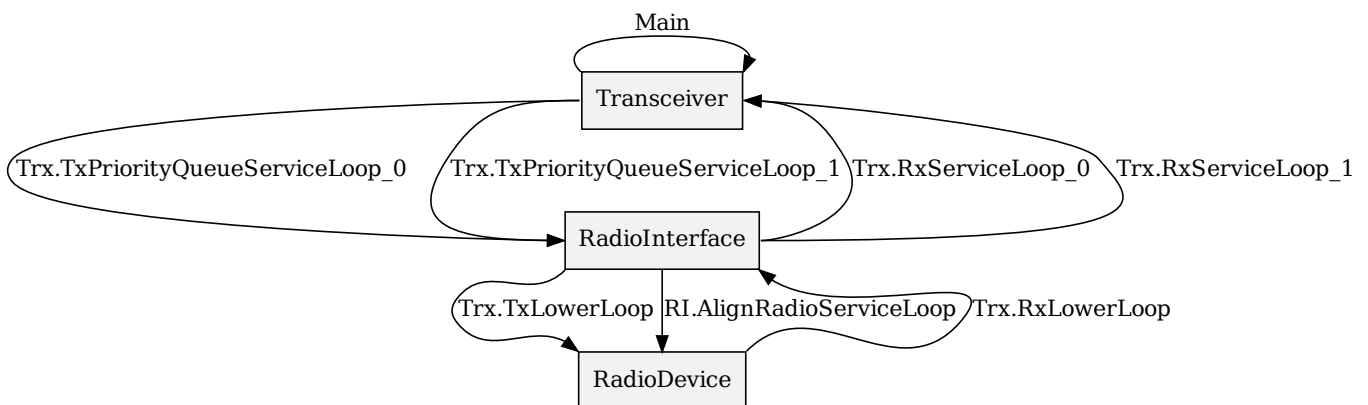 Main
Transceiver
Trx.TxPriorityQueueServiceLoop_0
Trx.TxPriorityQueueServiceLoop_1
Trx.RxServiceLoop_0
Trx.RxServiceLoop_1
RadioInterface
Trx.TxLowerLoop
RI.AlignRadioServiceLoop
Trx.RxLowerLoop
RadioDevice